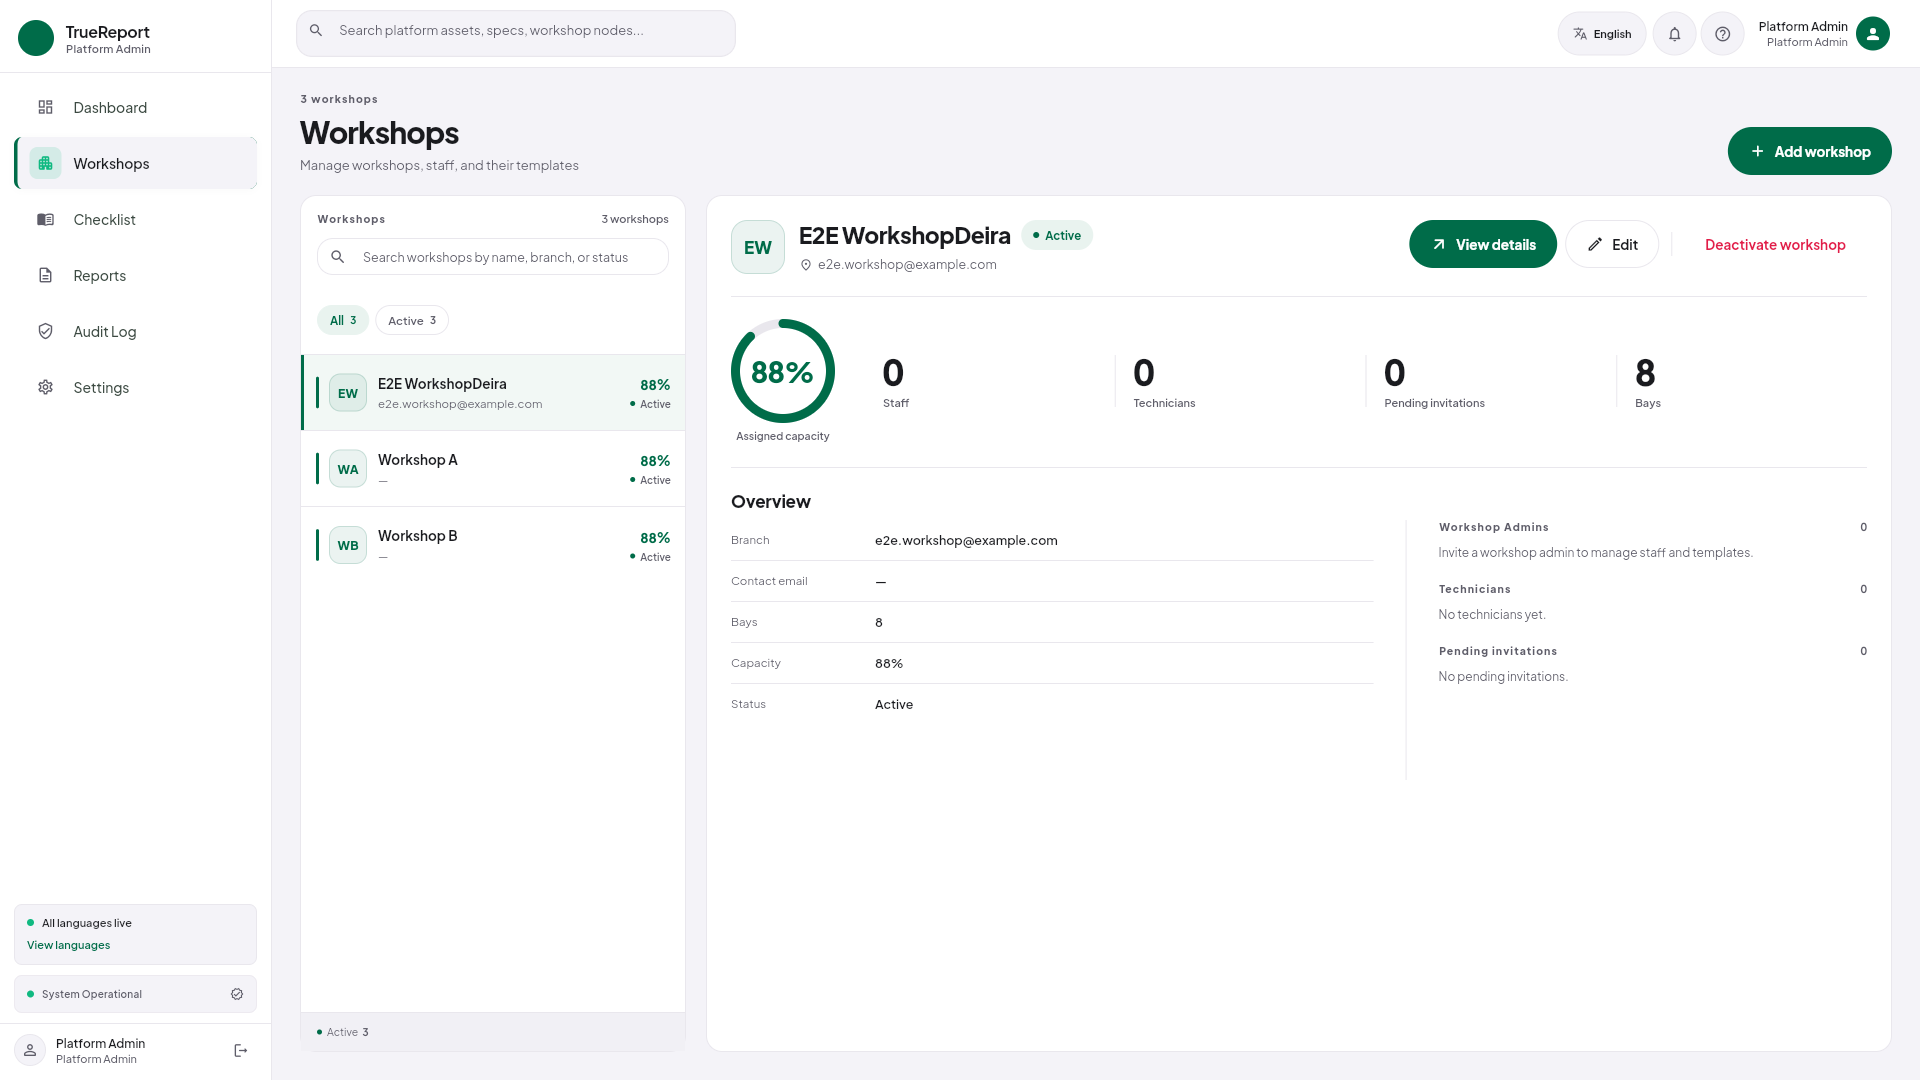 TrueReport
Platform Admin
Dashboard
Workshops
Checklist
Reports
Audit Log
Settings
All languages live
View languages
System Operational
Platform Admin
Platform Admin
Search platform assets, specs, workshop nodes...
English
Platform Admin
Platform Admin
3 workshops
Workshops
Manage workshops, staff, and their templates
Add workshop
Workshops
3 workshops
Search workshops by name, branch, or status
All 3
Active 3
EW
E2E WorkshopDeira
e2e.workshop@example.com
88%
Active
WA
Workshop A
—
88%
Active
WB
Workshop B
—
88%
Active
Active 3
EW
E2E WorkshopDeira
Active
e2e.workshop@example.com
View details
Edit
Deactivate workshop
88%
Assigned capacity
0
Staff
0
Technicians
0
Pending invitations
8
Bays
Overview
Branch
e2e.workshop@example.com
Contact email
—
Bays
8
Capacity
88%
Status
Active
Workshop Admins
0
Invite a workshop admin to manage staff and templates.
Technicians
0
No technicians yet.
Pending invitations
0
No pending invitations.